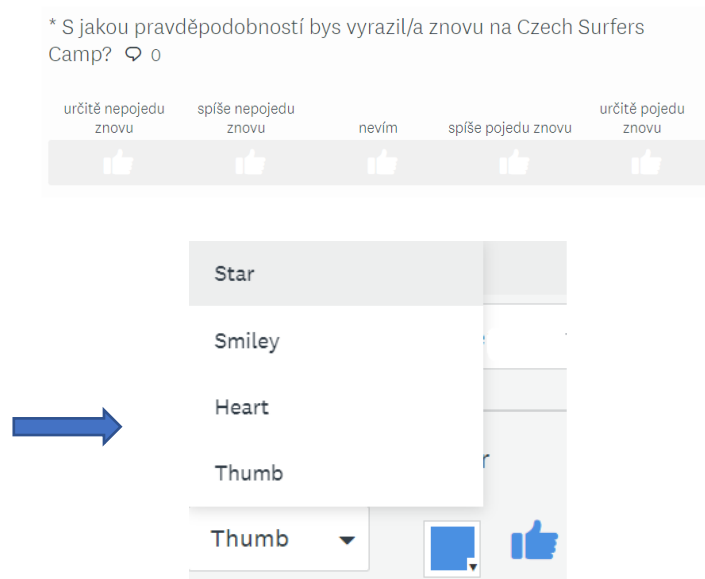 * S jakou pravděpodobností bys vyrazil/a znovu na Czech Surfers
Camp? 0
určitě nepojedu znovu
spíše nepojedu znovu
nevím
spíše pojedu znovu
určitě pojedu znovu
Star
Smiley
Heart
Thumb
r
Thumb